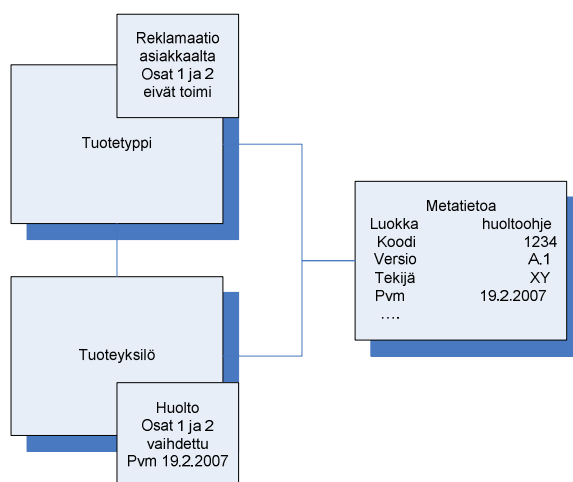 Reklamaatio
asiakkaalta
Osat 1 ja 2
eivät toimi
Tuotetyppi
Metatietoa
Luokka huoltoohje
Koodi 1234
Versio A.1
Tekijä XY
Pvm 19.2.2007
....
Tuoteyksilö
Huolto
Osat 1 ja 2
vaihdettu
Pvm 19.2.2007